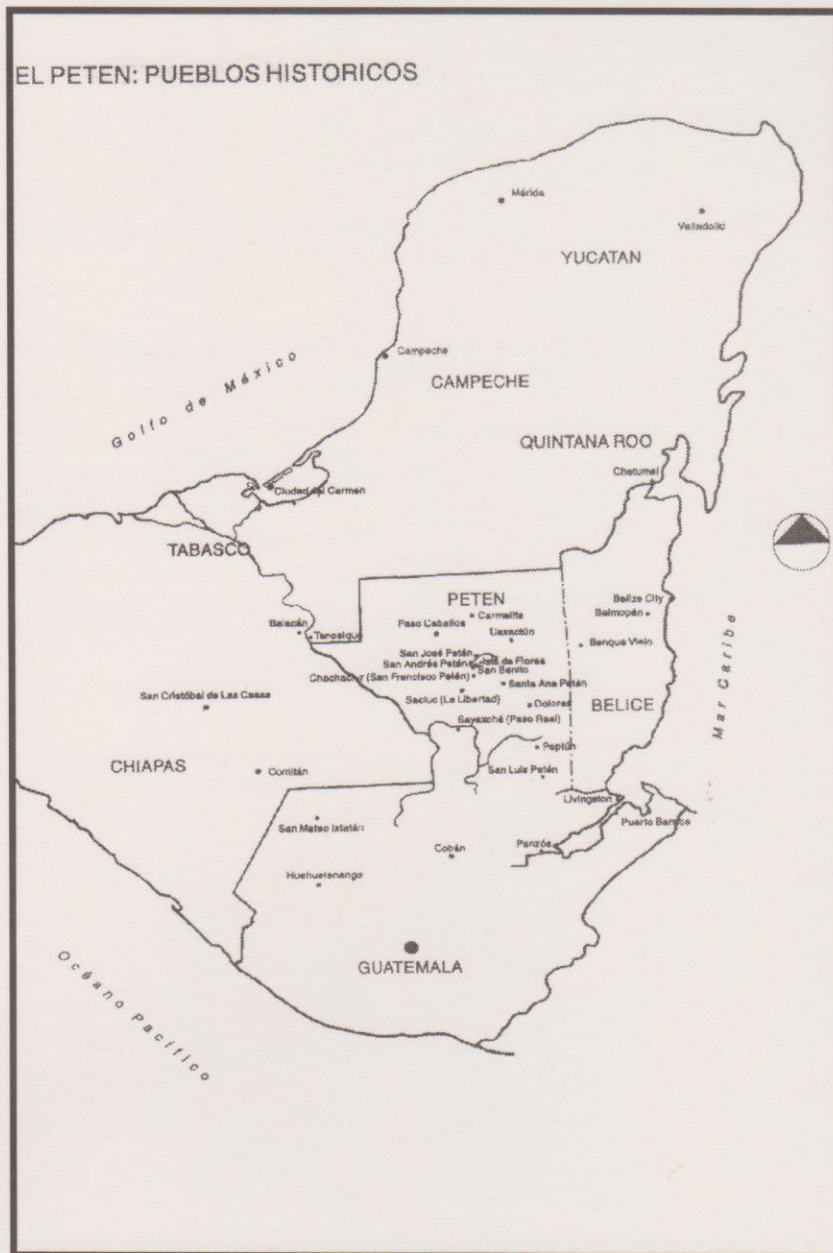 EL PETEN: PUEBLOS HISTORICOS
Mérida
Valladolid
YUCATAN
Campeche
CAMPECHE
Golfo de México
QUINTANA ROO
Chetumal
Ciudad del Carmen
TABASCO
PETEN
Carmelita
Belize City
Belmopán
Balacán
Tenosique
Paso Caballos
Uaxactún
Banque Viejo
San José Petén
San Andrés Petén
Isla de Flores
San Benito
(San Francisco Petén)
Santa Ana Petén
San Cristóbal de Las Casas
Sacluc (La Libertad)
Dolores
BELICE
Mar Caribe
Sayaxché (Paso Real)
Poptún
CHIAPAS
Comitán
San Luis Petén
Livingston
Puerto Barrios
San Mateo Ixtatán
Cobán
Panzós
Huehuetenango
GUATEMALA
Océano Pacífico